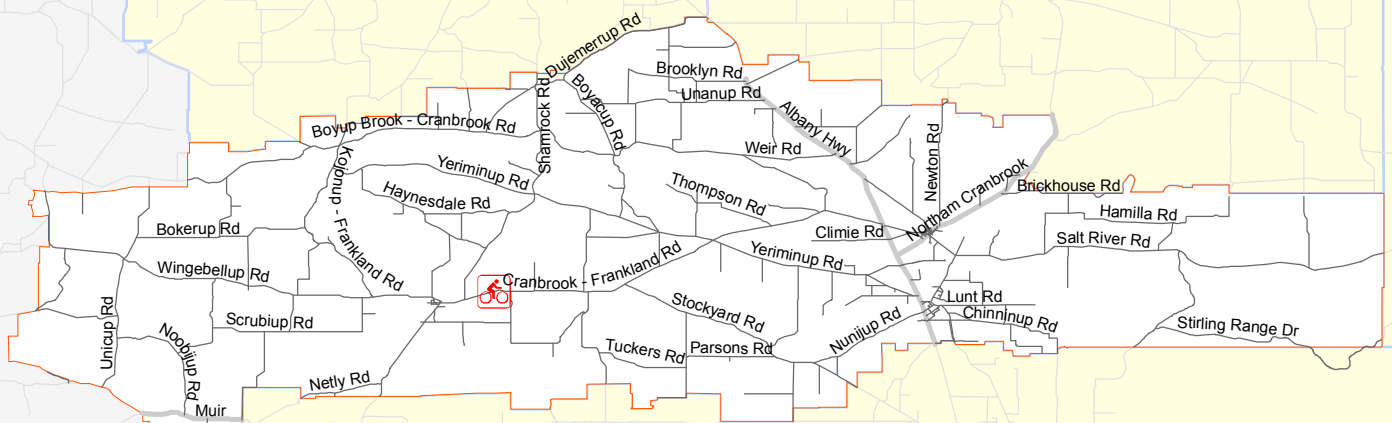 Dujemerrup Rd
Brooklyn Rd
Unanup Rd
Boyacup Rd
Shamrock Rd
Albany Hwy
Boyup Brook - Cranbrook Rd
Weir Rd
Newton Rd
Kojonup - Frankland Rd
Yeriminup Rd
Haynesdale Rd
Thompson Rd
Northam Cranbrook
Brickhouse Rd
Hamilla Rd
Bokerup Rd
Climie Rd
Salt River Rd
Yeriminup Rd
Wingebellup Rd
Cranbrook - Frankland Rd
Lunt Rd
Stockyard Rd
Chinninup Rd
Unicup Rd
Scrubiup Rd
Nunijup Rd
Stirling Range Dr
Noobijup Rd
Tuckers Rd
Parsons Rd
Netly Rd
Muir